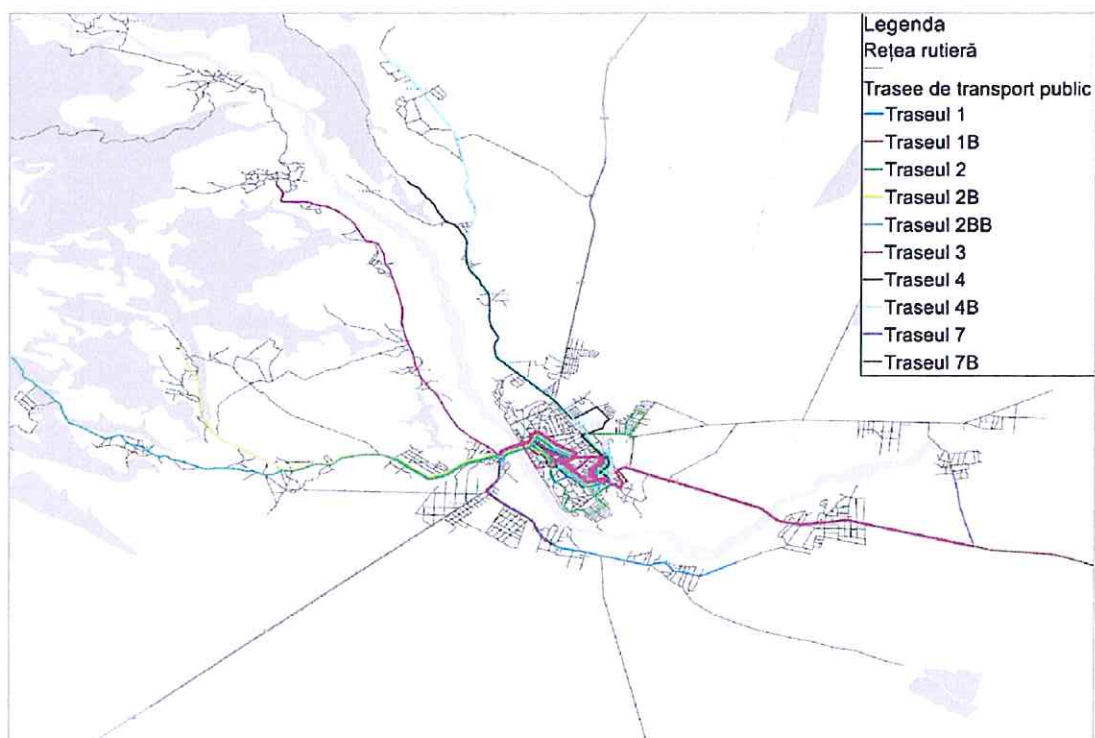 Legenda
Rețea rutieră
Trasee de transport public
Traseul 1
Traseul 1B
Traseul 2
Traseul 2B
Traseul 2BB
Traseul 3
Traseul 4
Traseul 4B
Traseul 7
Traseul 7B